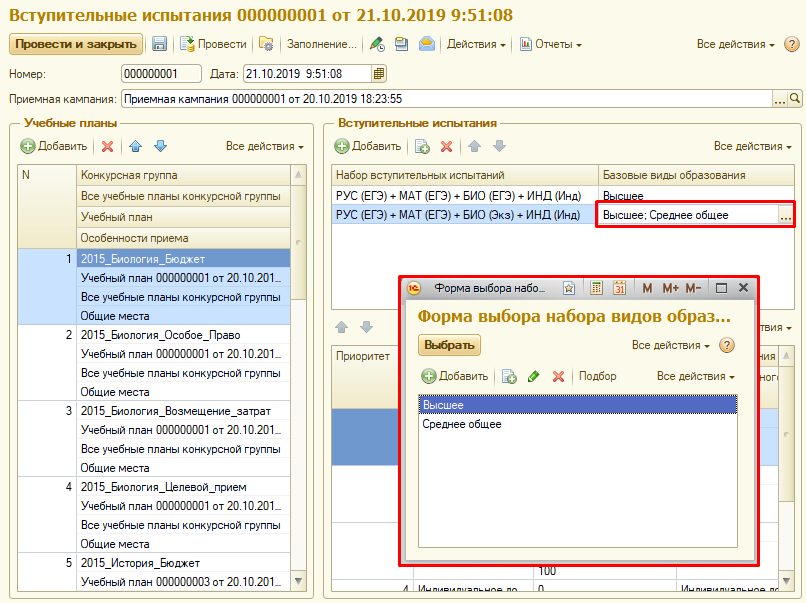 Вступительные испытания 000000001 от 21.10.2019 9:51:08
Провести и закрыть Провести Заполнение... Действия Отчеты Все действия ?
Номер: 000000001 Дата: 21.10.2019 9:51:08
Приемная кампания: Приемная кампания 000000001 от 20.10.2019 18:23:55 ...
Учебные планы
Добавить Все действия
N Конкурсная группа
Все учебные планы конкурсной группы
Учебный план
Особенности приема
1 2015_Биология_Бюджет
Учебный план 000000001 от 20.10.201...
Все учебные планы конкурсной группы
Общие места
2 2015_Биология_Особое_Право
Учебный план 000000001 от 20.10.201...
Все учебные планы конкурсной группы
Общие места
3 2015_Биология_Возмещение_затрат
Учебный план 000000001 от 20.10.201...
Все учебные планы конкурсной группы
Общие места
4 2015_Биология_Целевой_прием
Учебный план 000000001 от 20.10.201...
Все учебные планы конкурсной группы
Общие места
5 2015_История_Бюджет
Учебный план 000000003 от 20.10.201...
Вступительные испытания
Добавить Все действия
Набор вступительных испытаний Базовые виды образования
РУС (ЕГЭ) + МАТ (ЕГЭ) + БИО (ЕГЭ) + ИНД (Инд) Высшее
РУС (ЕГЭ) + МАТ (ЕГЭ) + БИО (Экз) + ИНД (Инд) Высшее; Среднее общее ...
Приоритет
Форма выбора набо... 31 M M+ M-
Форма выбора набора видов образ...
Выбрать Все действия ?
Добавить Подбор Все действия
Высшее
Среднее общее
100
4 Индивидуальное до 0 Индивидуальное до